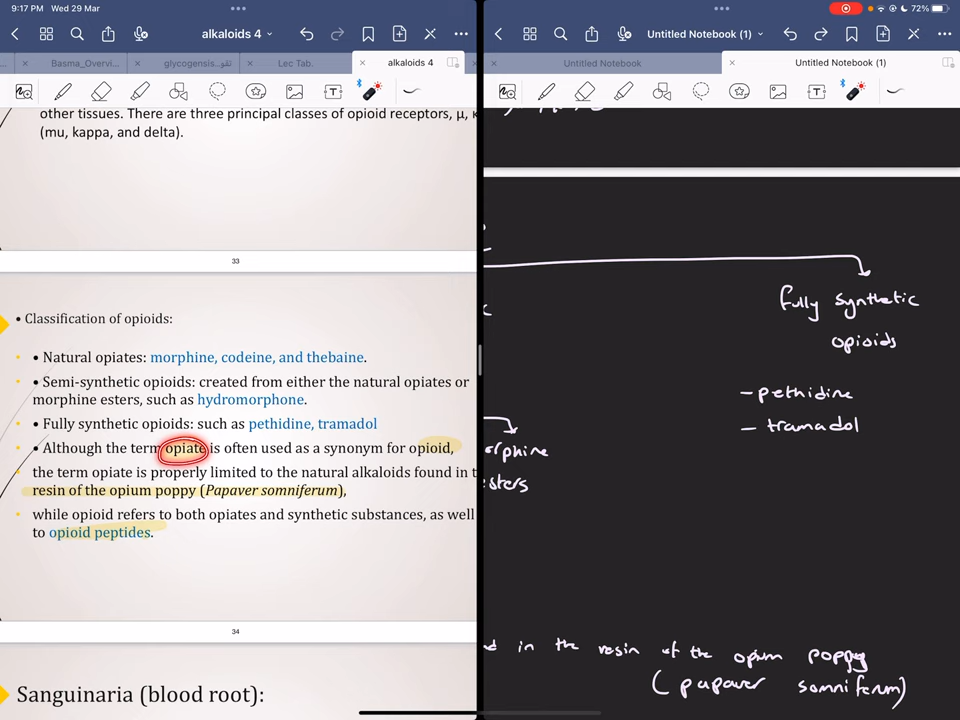 9:17 PM Wed 29 Mar
72%
alkaloids 4
Untitled Notebook (1)
Basma_Overvi...
glycogensis...
Lec Tab.
alkaloids 4
Untitled Notebook
Untitled Notebook (1)
other tissues. There are three principal classes of opioid receptors, μ, κ
(mu, kappa, and delta).
33
• Classification of opioids:
• Natural opiates: morphine, codeine, and thebaine.
• Semi-synthetic opioids: created from either the natural opiates or
morphine esters, such as hydromorphone.
• Fully synthetic opioids: such as pethidine, tramadol
• Although the term opiate is often used as a synonym for opioid,
the term opiate is properly limited to the natural alkaloids found in t
resin of the opium poppy (Papaver somniferum),
while opioid refers to both opiates and synthetic substances, as well
to opioid peptides.
34
Sanguinaria (blood root):
Fully synthetic
opioids
- pethidine
- tramadol
orphine
esters
d in the resin of the opium poppy
(papaver somniferum)